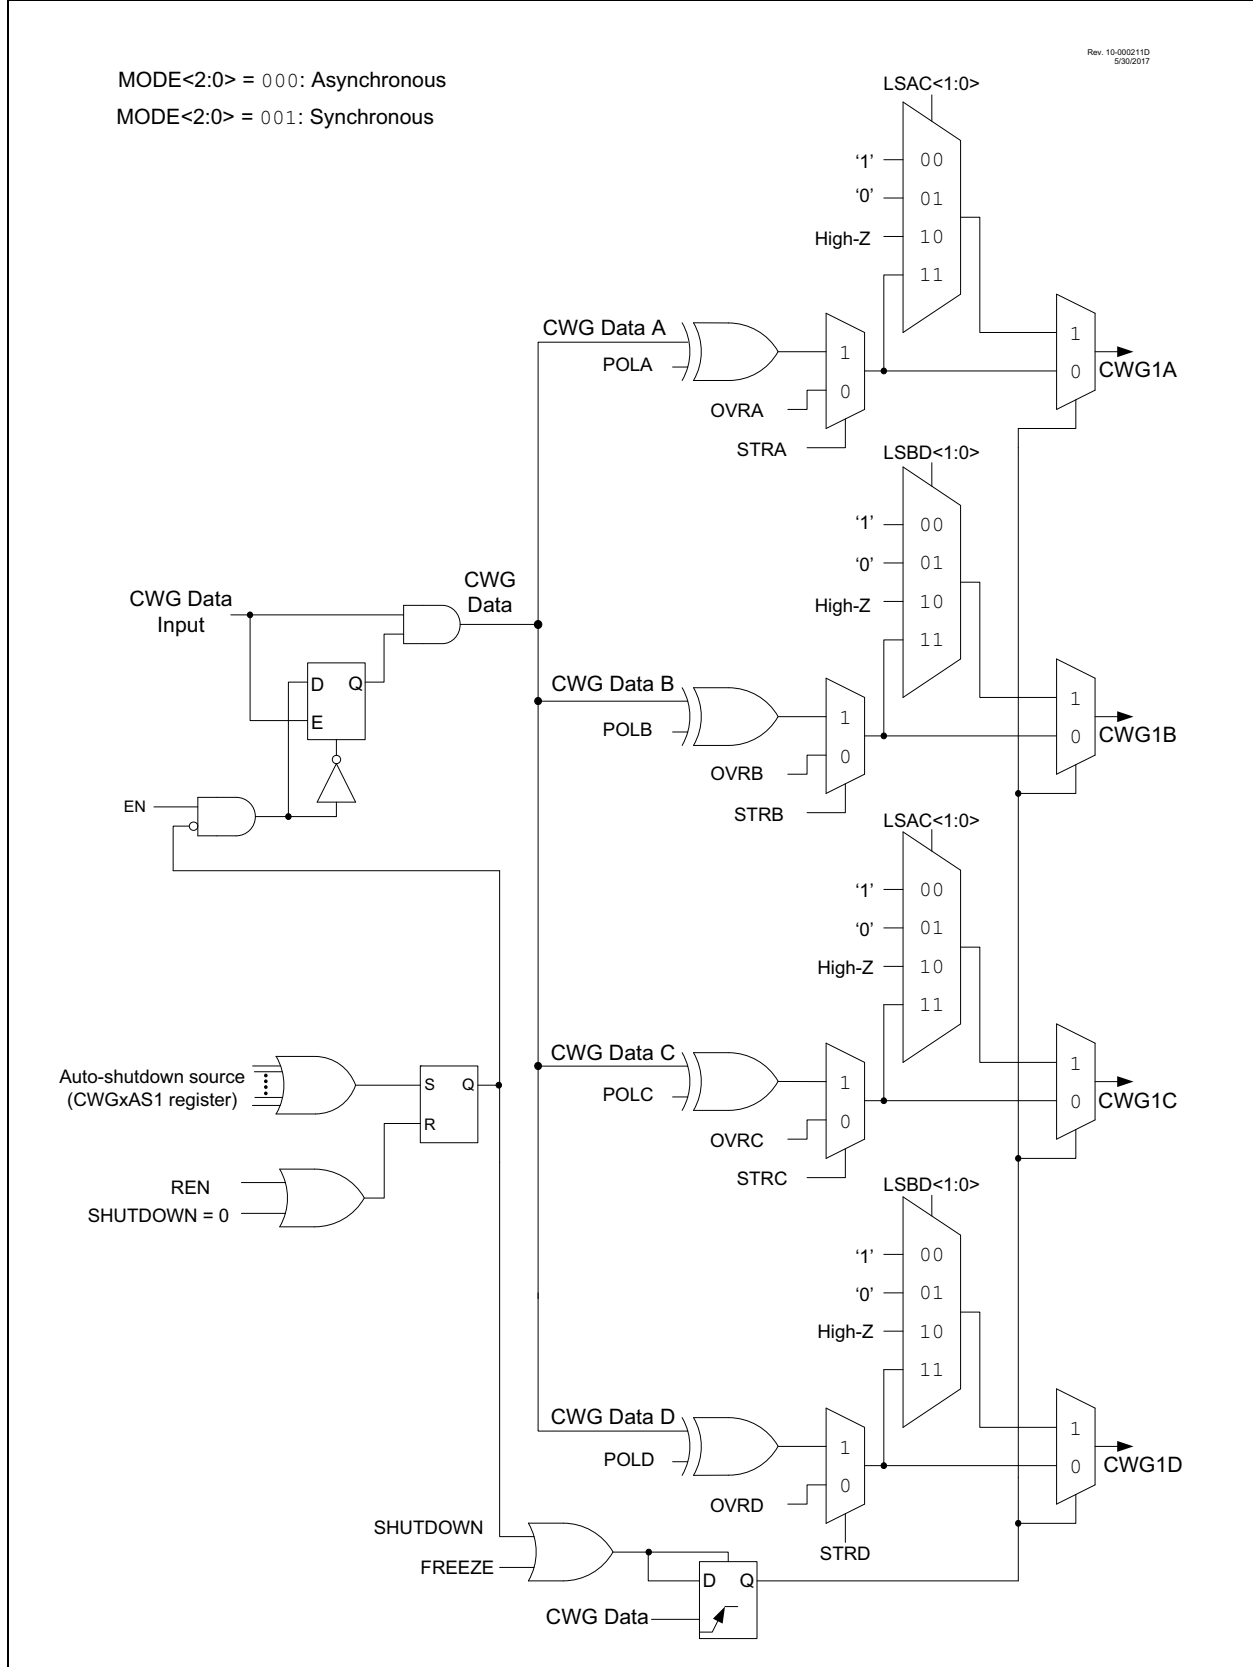 Rev. 10-000211D
5/30/2017
MODE<2:0> = 000: Asynchronous
MODE<2:0> = 001: Synchronous
LSAC<1:0>
‘1’
00
‘0’
01
High-Z
10
11
CWG Data A
POLA
1
0
OVRA
STRA
1
0
CWG1A
LSBD<1:0>
‘1’
00
‘0’
01
High-Z
10
11
CWG Data
Input
CWG
Data
D
Q
E
EN
CWG Data B
POLB
1
0
OVRB
STRB
1
0
CWG1B
LSAC<1:0>
‘1’
00
‘0’
01
High-Z
10
11
CWG Data C
POLC
1
0
OVRC
STRC
1
0
CWG1C
Auto-shutdown source
(CWGxAS1 register)
S
Q
R
REN
SHUTDOWN = 0
LSBD<1:0>
‘1’
00
‘0’
01
High-Z
10
11
CWG Data D
POLD
1
0
OVRD
STRD
1
0
CWG1D
SHUTDOWN
FREEZE
D
Q
CWG Data